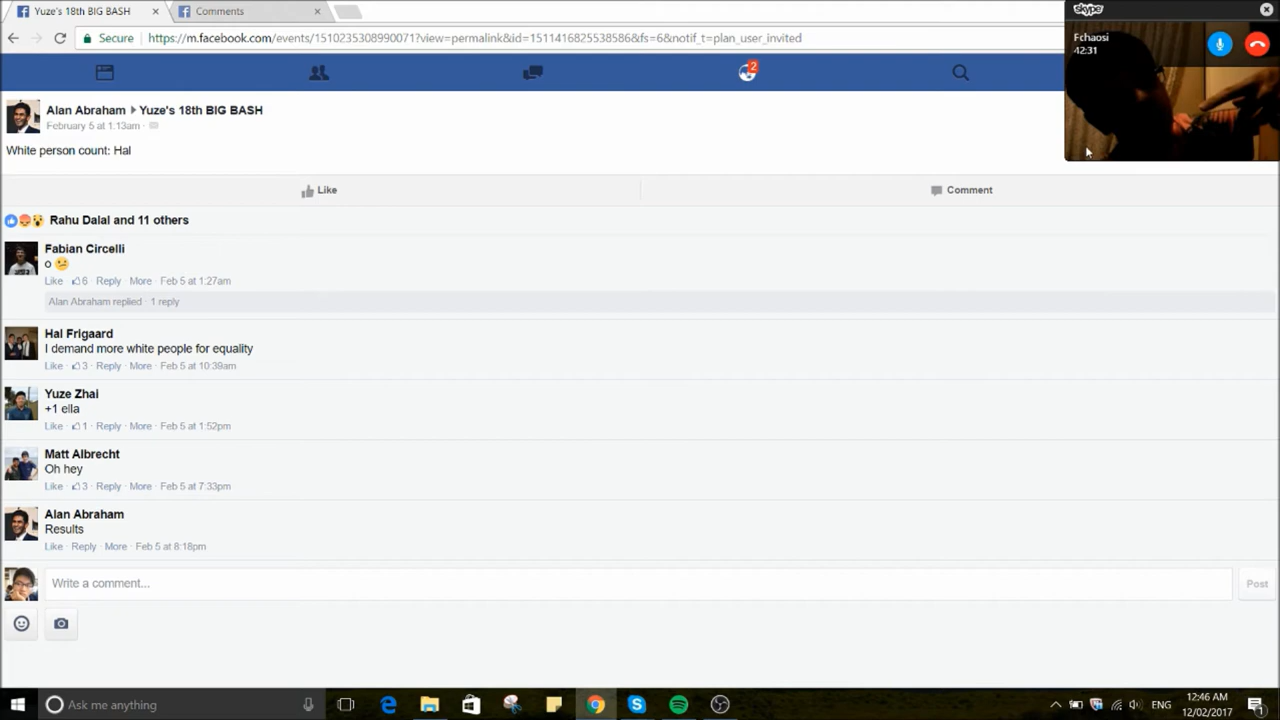 Yuze's 18th BIG BASH
Comments
Secure
https://m.facebook.com/events/1510235308990071?view=permalink&id=1511416825538586&fs=6&notif_t=plan_user_invited
skype
Fchaosi
42:31
2
Alan Abraham Yuze's 18th BIG BASH
February 5 at 1.13am
White person count: Hal
Like
Comment
Rahu Dalal and 11 others
Fabian Circelli
o
Like · 6 · Reply · More · Feb 5 at 1:27am
Alan Abraham replied · 1 reply
Hal Frigaard
I demand more white people for equality
Like · 3 · Reply · More · Feb 5 at 10:39am
Yuze Zhai
+1 ella
Like · 1 · Reply · More · Feb 5 at 1:52pm
Matt Albrecht
Oh hey
Like · 3 · Reply · More · Feb 5 at 7:33pm
Alan Abraham
Results
Like · Reply · More · Feb 5 at 8:18pm
Write a comment...
Post
Ask me anything
ENG
12:46 AM
12/02/2017
1